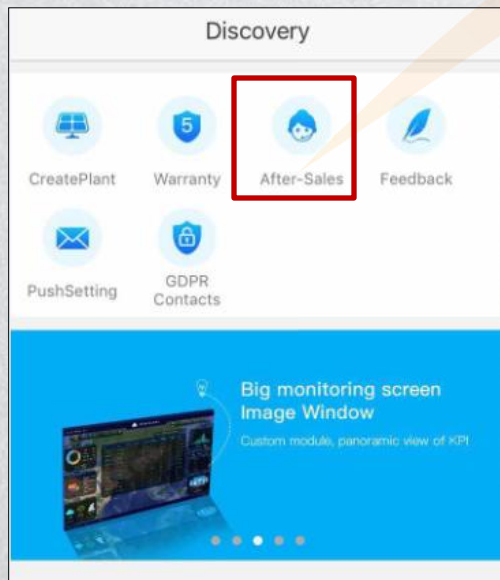 Discovery
CreatePlant
5
Warranty
After-Sales
Feedback
PushSetting
GDPR
Contacts
Big monitoring screen
Image Window
Custom module, panoramic view of KPI